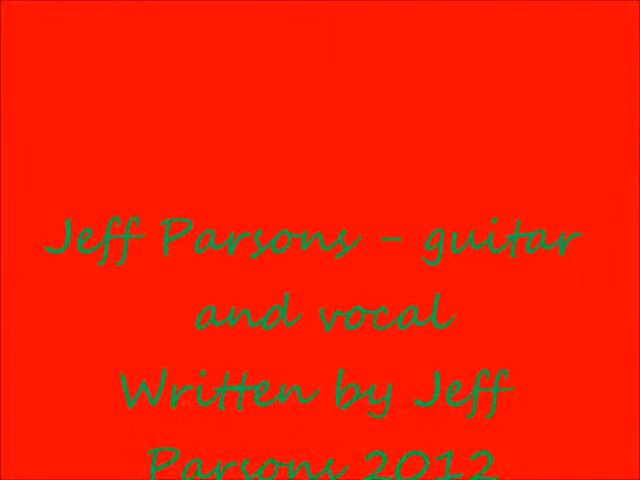 Jeff Parsons - guitar
and vocal
Written by Jeff
Parsons 2012